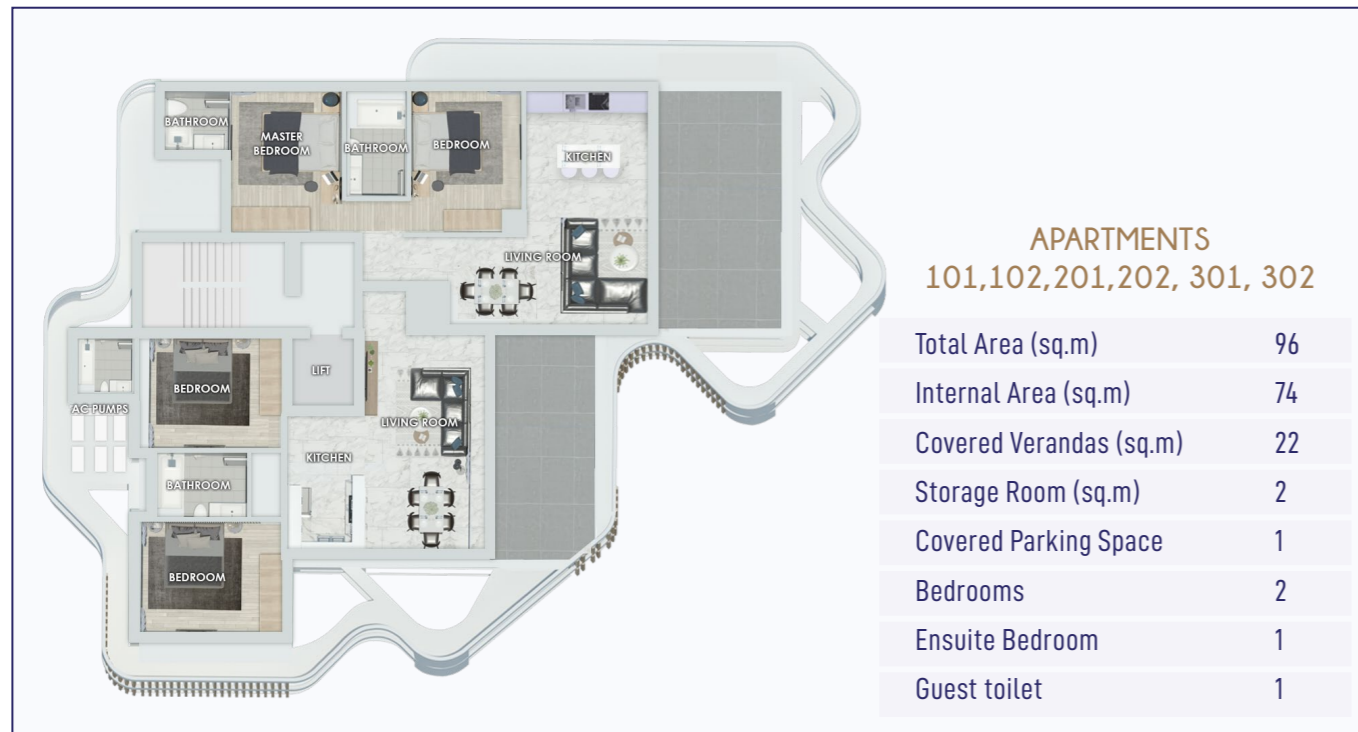 BATHROOM
MASTER
BEDROOM
BATHROOM
BEDROOM
KITCHEN
LIVING ROOM
LIFT
BEDROOM
AC PUMPS
LIVING ROOM
KITCHEN
BATHROOM
BEDROOM
APARTMENTS
101,102,201,202, 301, 302
Total Area (sq.m) 96
Internal Area (sq.m) 74
Covered Verandas (sq.m) 22
Storage Room (sq.m) 2
Covered Parking Space 1
Bedrooms 2
Ensuite Bedroom 1
Guest toilet 1